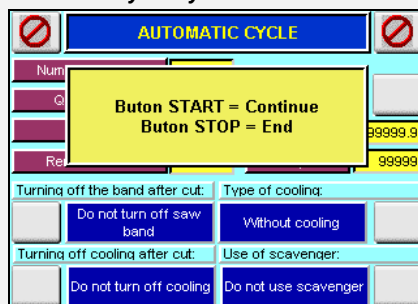 AUTOMATIC CYCLE
Buton START = Continue
Buton STOP = End
99999.9
99999
Turning off the band after cut: Type of cooling:
Do not turn off saw band
Without cooling
Turning off cooling after cut: Use of scavenger:
Do not turn off cooling Do not use scavenger